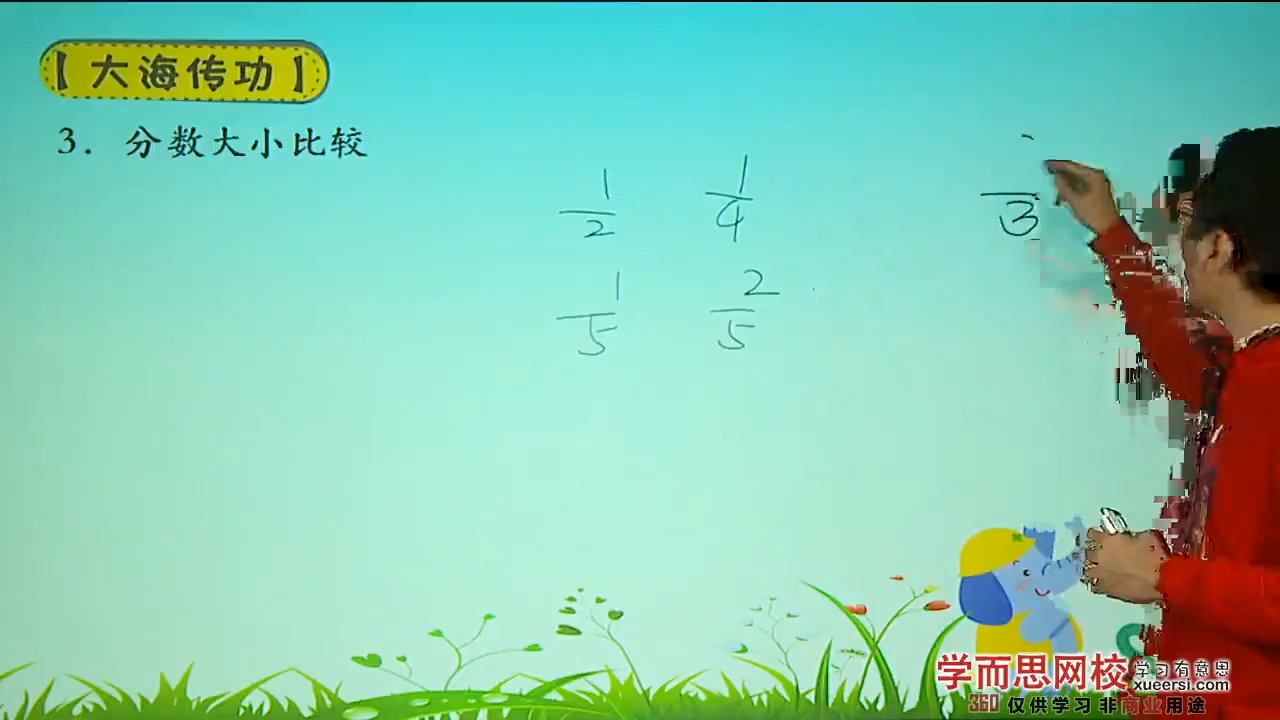 【大海传功】
3. 分数大小比较
1/2 1/4
1/5 2/5
3
学而思网校 学习有意思
xueersi.com
360 仅供学习 非商业用途